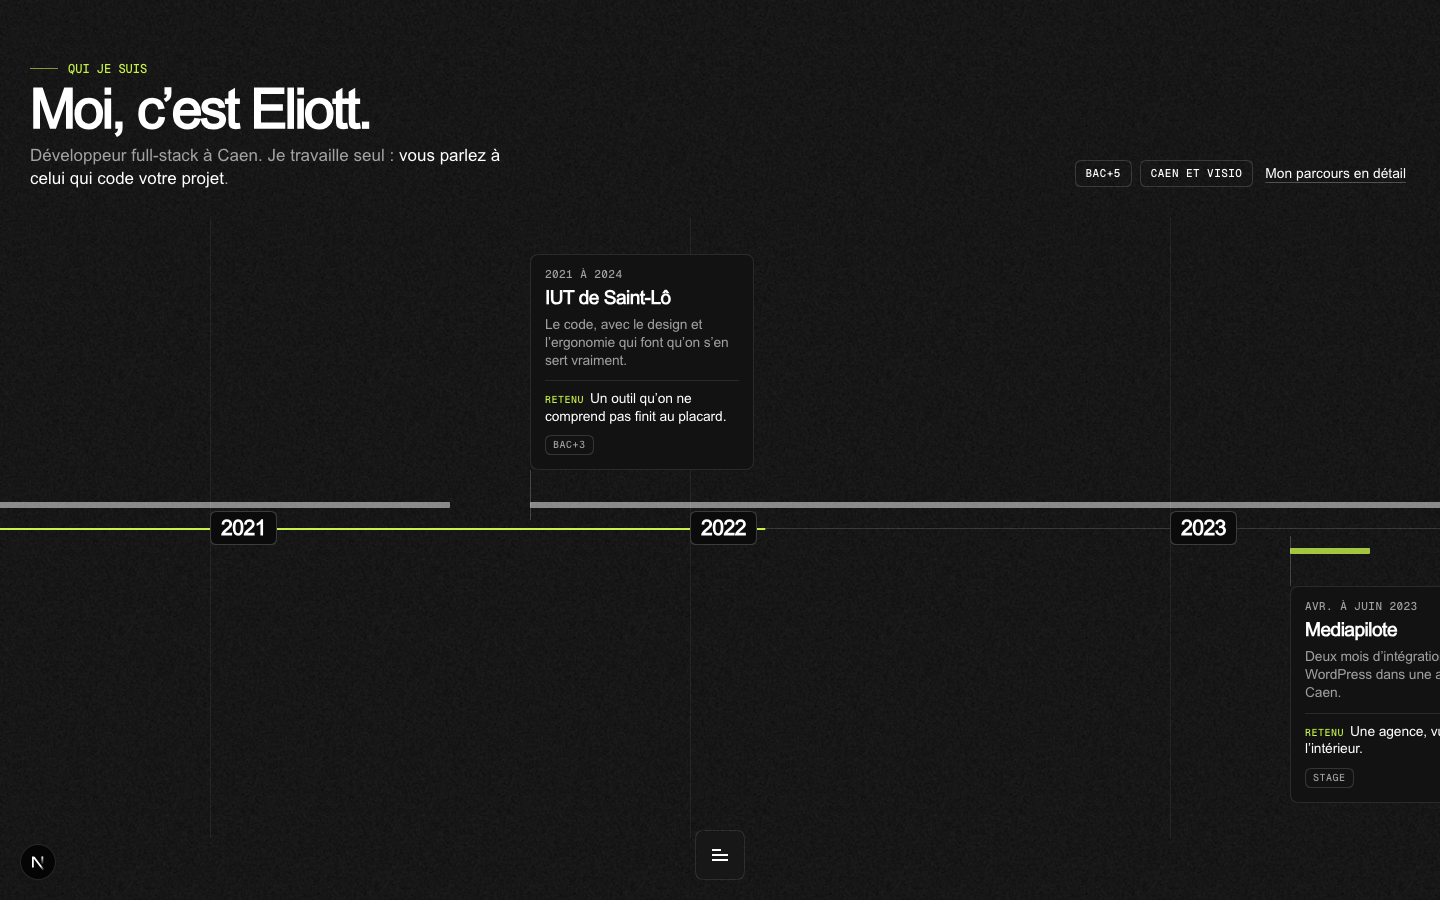 QUI JE SUIS
Moi, c’est Eliott.
Développeur full-stack à Caen. Je travaille seul : vous parlez à
celui qui code votre projet.
BAC+5
CAEN ET VISIO
Mon parcours en détail
2021 À 2024
IUT de Saint-Lô
Le code, avec le design et
l’ergonomie qui font qu’on s’en
sert vraiment.
RETENU Un outil qu’on ne
comprend pas finit au placard.
BAC+3
2021
2022
2023
AVR. À JUIN 2023
Mediapilote
Deux mois d’intégratio
WordPress dans une a
Caen.
RETENU Une agence, vu
l’intérieur.
STAGE
N